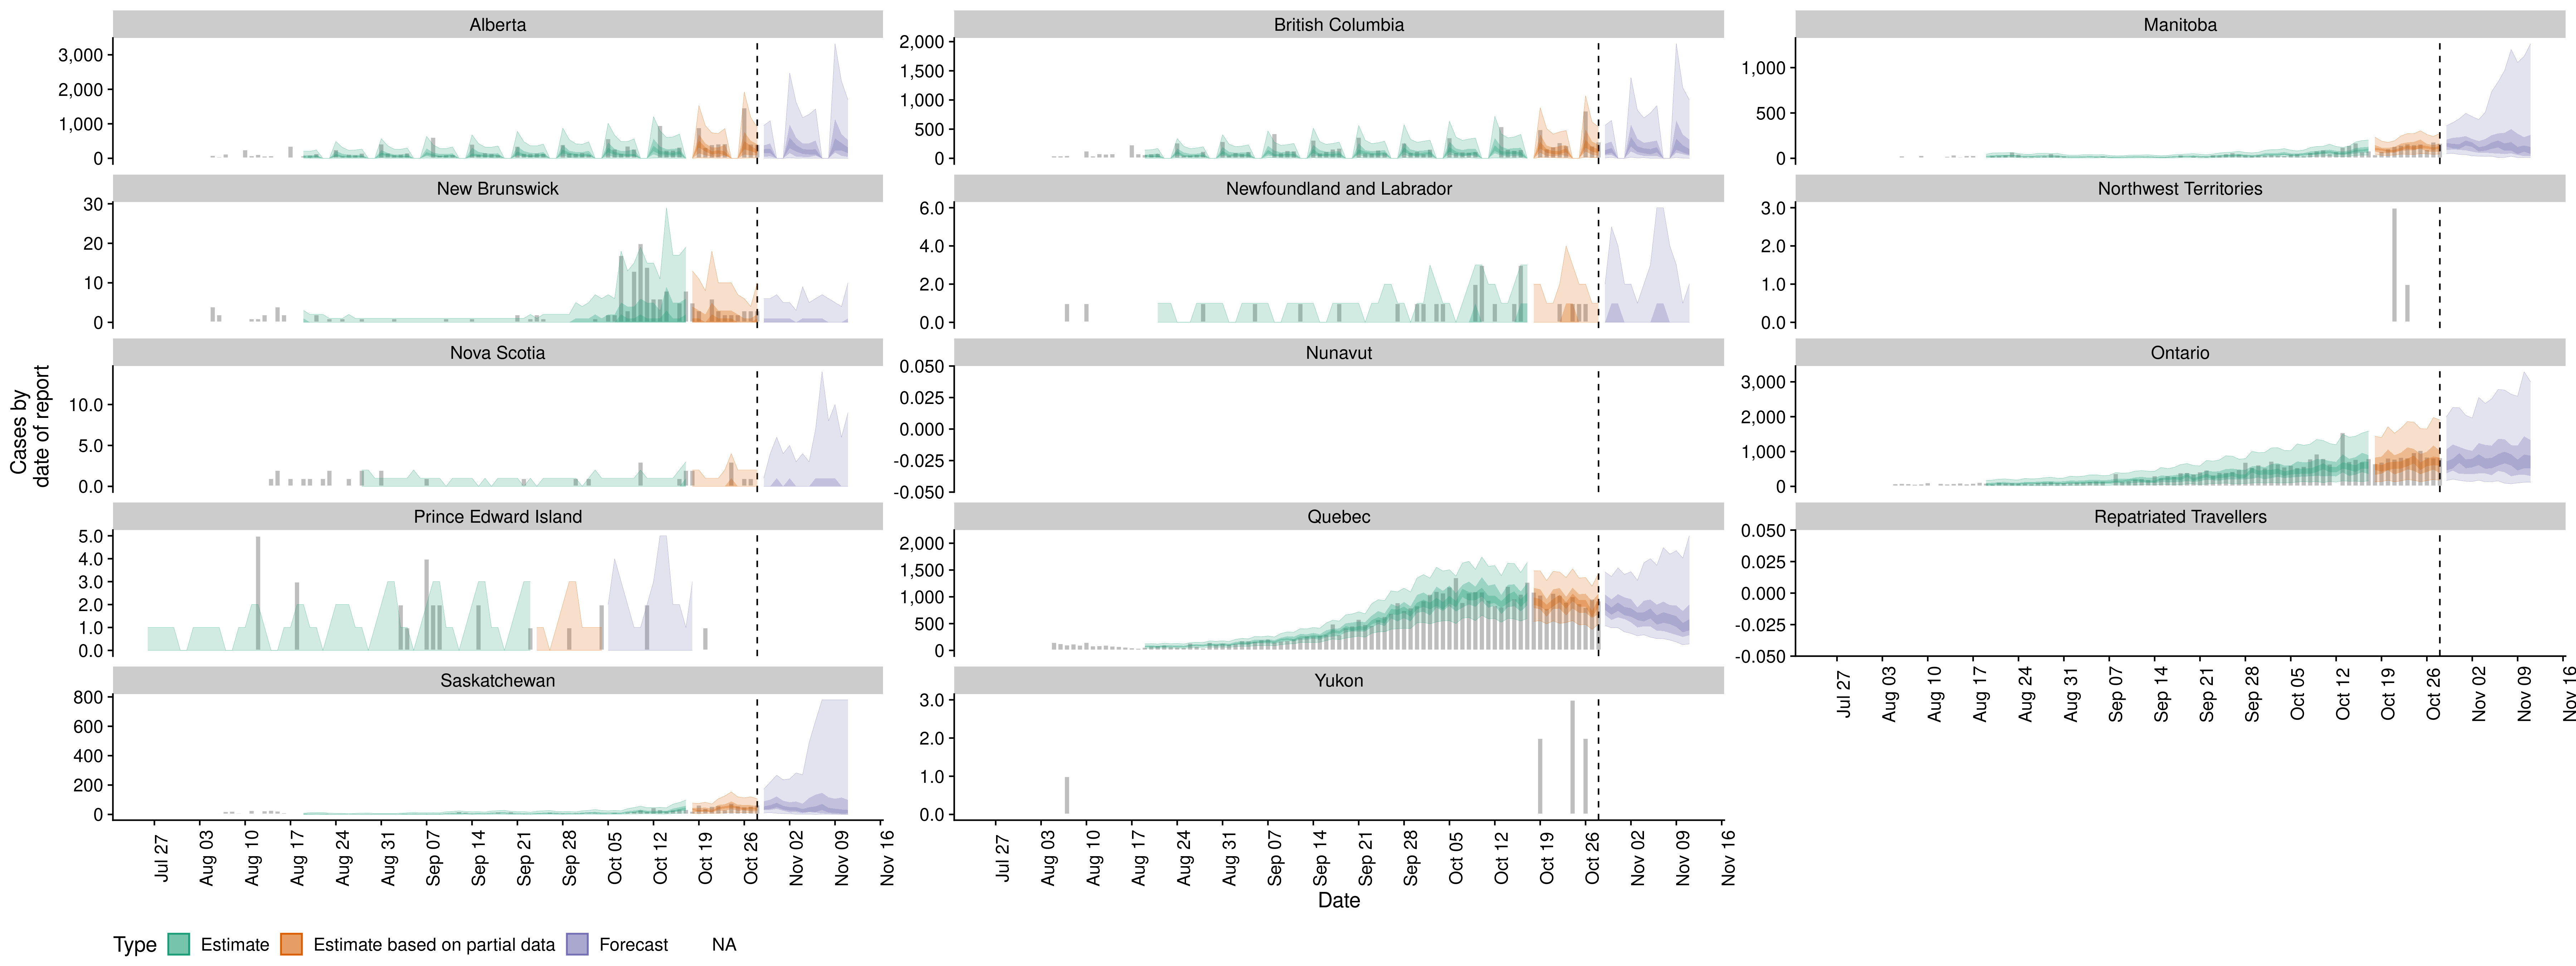 Alberta
3,000
2,000
1,000
0
British Columbia
2,000
1,500
1,000
500
0
Manitoba
1,000
500
0
New Brunswick
30
20
10
0
Newfoundland and Labrador
6.0
4.0
2.0
0.0
Northwest Territories
3.0
2.0
1.0
0.0
Cases by
date of report
Nova Scotia
10.0
5.0
0.0
Nunavut
0.050
0.025
0.000
-0.025
-0.050
Ontario
3,000
2,000
1,000
0
Prince Edward Island
5.0
4.0
3.0
2.0
1.0
0.0
Quebec
2,000
1,500
1,000
500
0
Repatriated Travellers
0.050
0.025
0.000
-0.025
-0.050
Jul 27
Aug 03
Aug 10
Aug 17
Aug 24
Aug 31
Sep 07
Sep 14
Sep 21
Sep 28
Oct 05
Oct 12
Oct 19
Oct 26
Nov 02
Nov 09
Nov 16
Saskatchewan
800
600
400
200
0
Jul 27
Aug 03
Aug 10
Aug 17
Aug 24
Aug 31
Sep 07
Sep 14
Sep 21
Sep 28
Oct 05
Oct 12
Oct 19
Oct 26
Nov 02
Nov 09
Nov 16
Yukon
3.0
2.0
1.0
0.0
Jul 27
Aug 03
Aug 10
Aug 17
Aug 24
Aug 31
Sep 07
Sep 14
Sep 21
Sep 28
Oct 05
Oct 12
Oct 19
Oct 26
Nov 02
Nov 09
Nov 16
Date
Type Estimate Estimate based on partial data Forecast NA